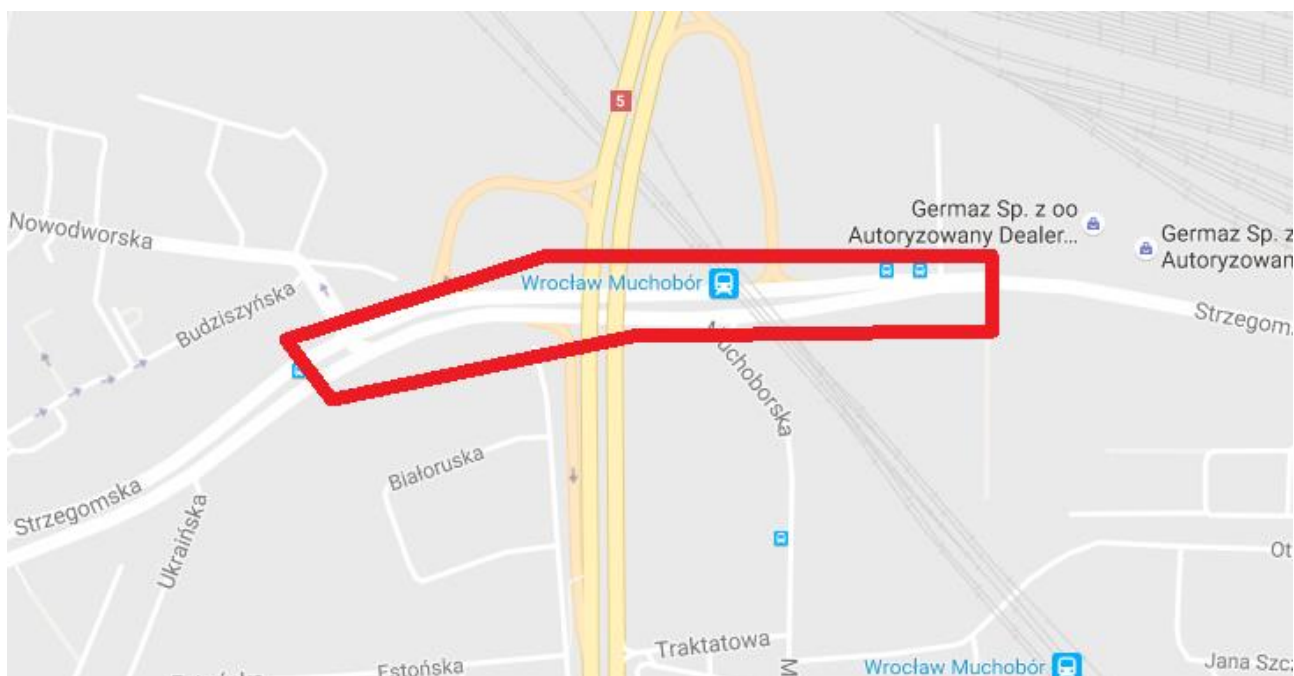 5
Nowodworska
Germaz Sp. z oo
Autoryzowany Dealer...
Germaz Sp. z
Autoryzowan
Wrocław Muchobór
Budziszyńska
Strzegom
Muchoborska
Białoruska
Strzegomska
Ukraińska
Ot
Traktatowa
Estońska
Wrocław Muchobór
Jana Szcz
M